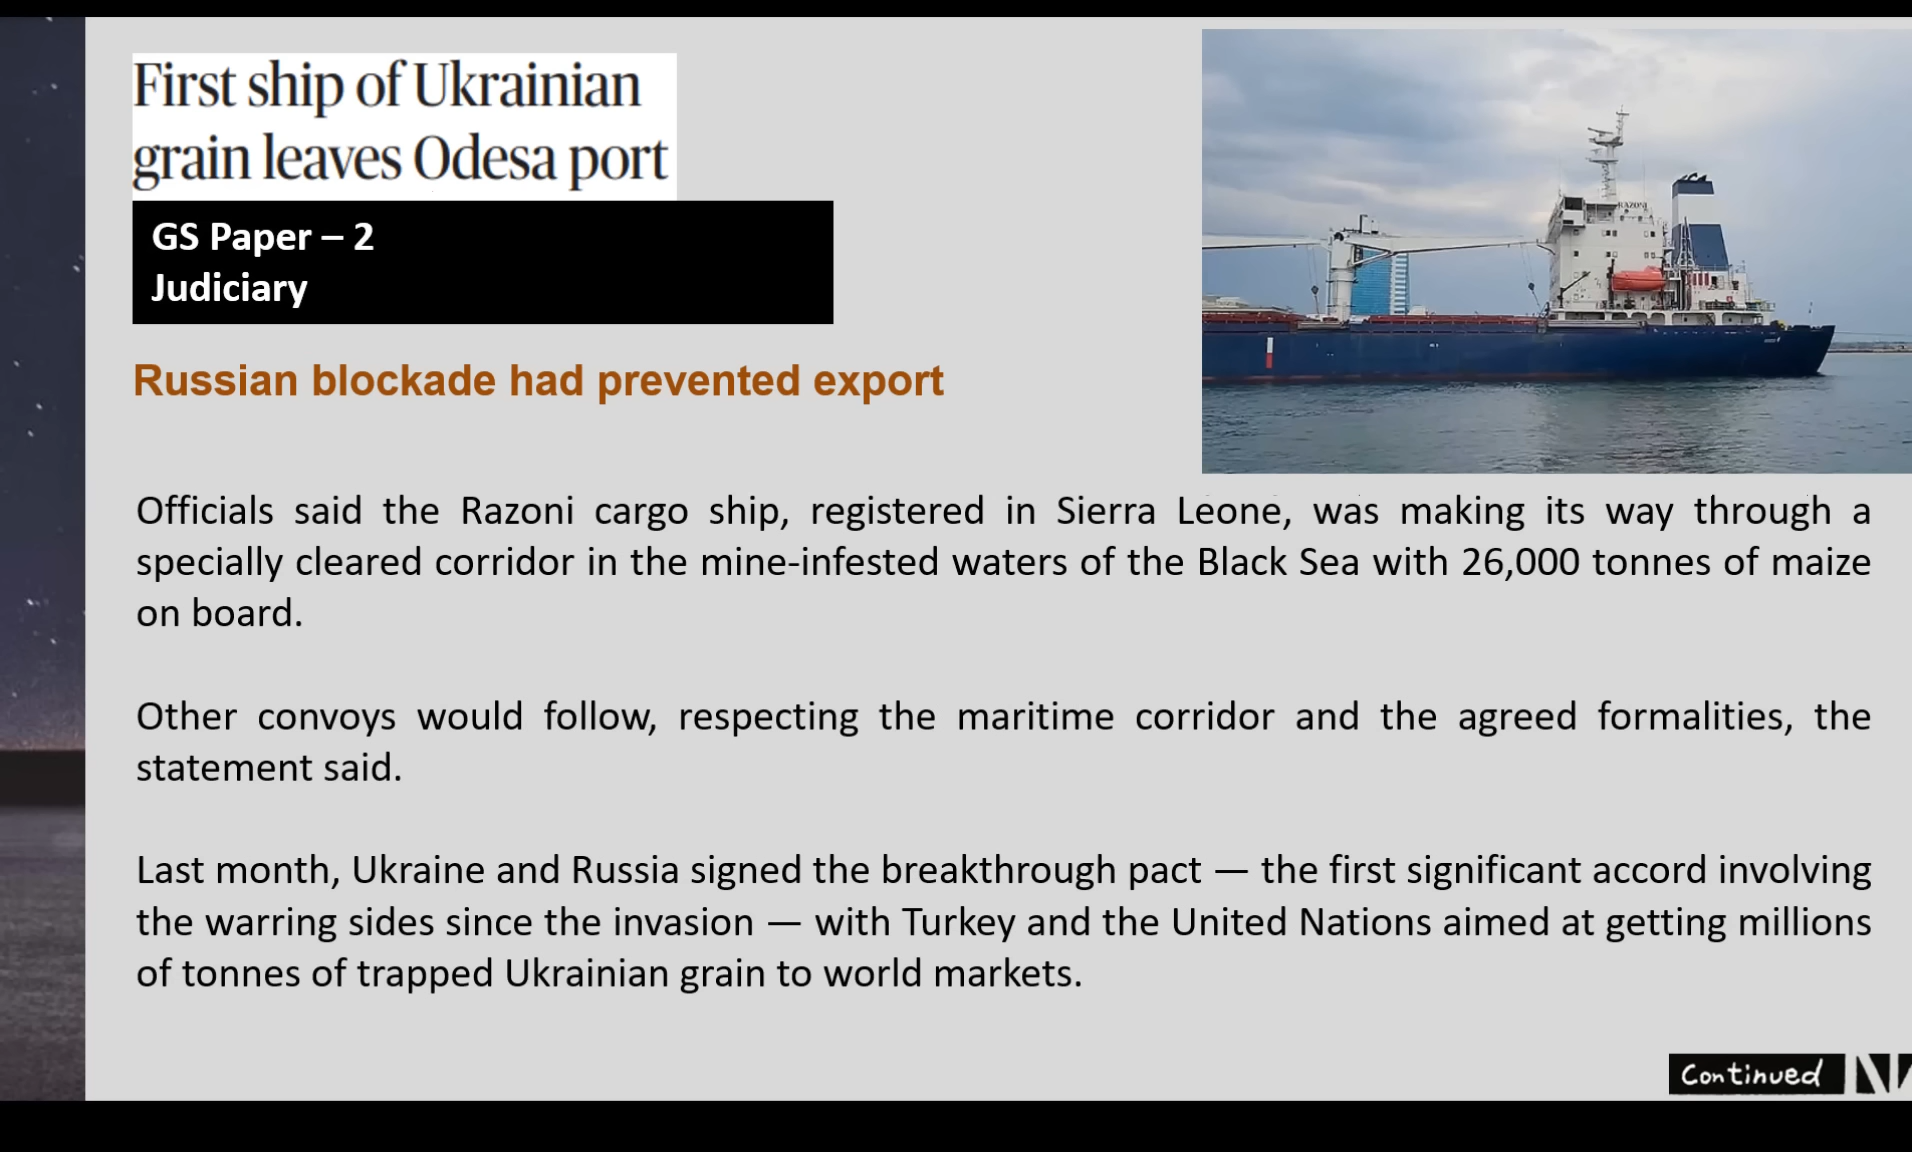 First ship of Ukrainian
grain leaves Odesa port
GS Paper – 2
Judiciary
Russian blockade had prevented export
RAZONI
Officials said the Razoni cargo ship, registered in Sierra Leone, was making its way through a
specially cleared corridor in the mine-infested waters of the Black Sea with 26,000 tonnes of maize
on board.
Other convoys would follow, respecting the maritime corridor and the agreed formalities, the
statement said.
Last month, Ukraine and Russia signed the breakthrough pact — the first significant accord involving
the warring sides since the invasion — with Turkey and the United Nations aimed at getting millions
of tonnes of trapped Ukrainian grain to world markets.
Continued